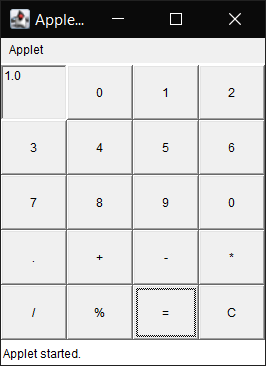 Apple...
Applet
1.0 0 1 2
3 4 5 6
7 8 9 0
. + - *
/ % = C
Applet started.